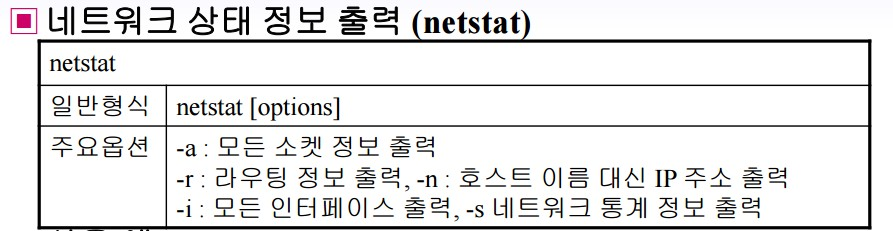 네트워크 상태 정보 출력 (netstat)
netstat
일반형식 netstat [options]
주요옵션 -a : 모든 소켓 정보 출력
-r : 라우팅 정보 출력, -n : 호스트 이름 대신 IP 주소 출력
-i : 모든 인터페이스 출력, -s 네트워크 통계 정보 출력